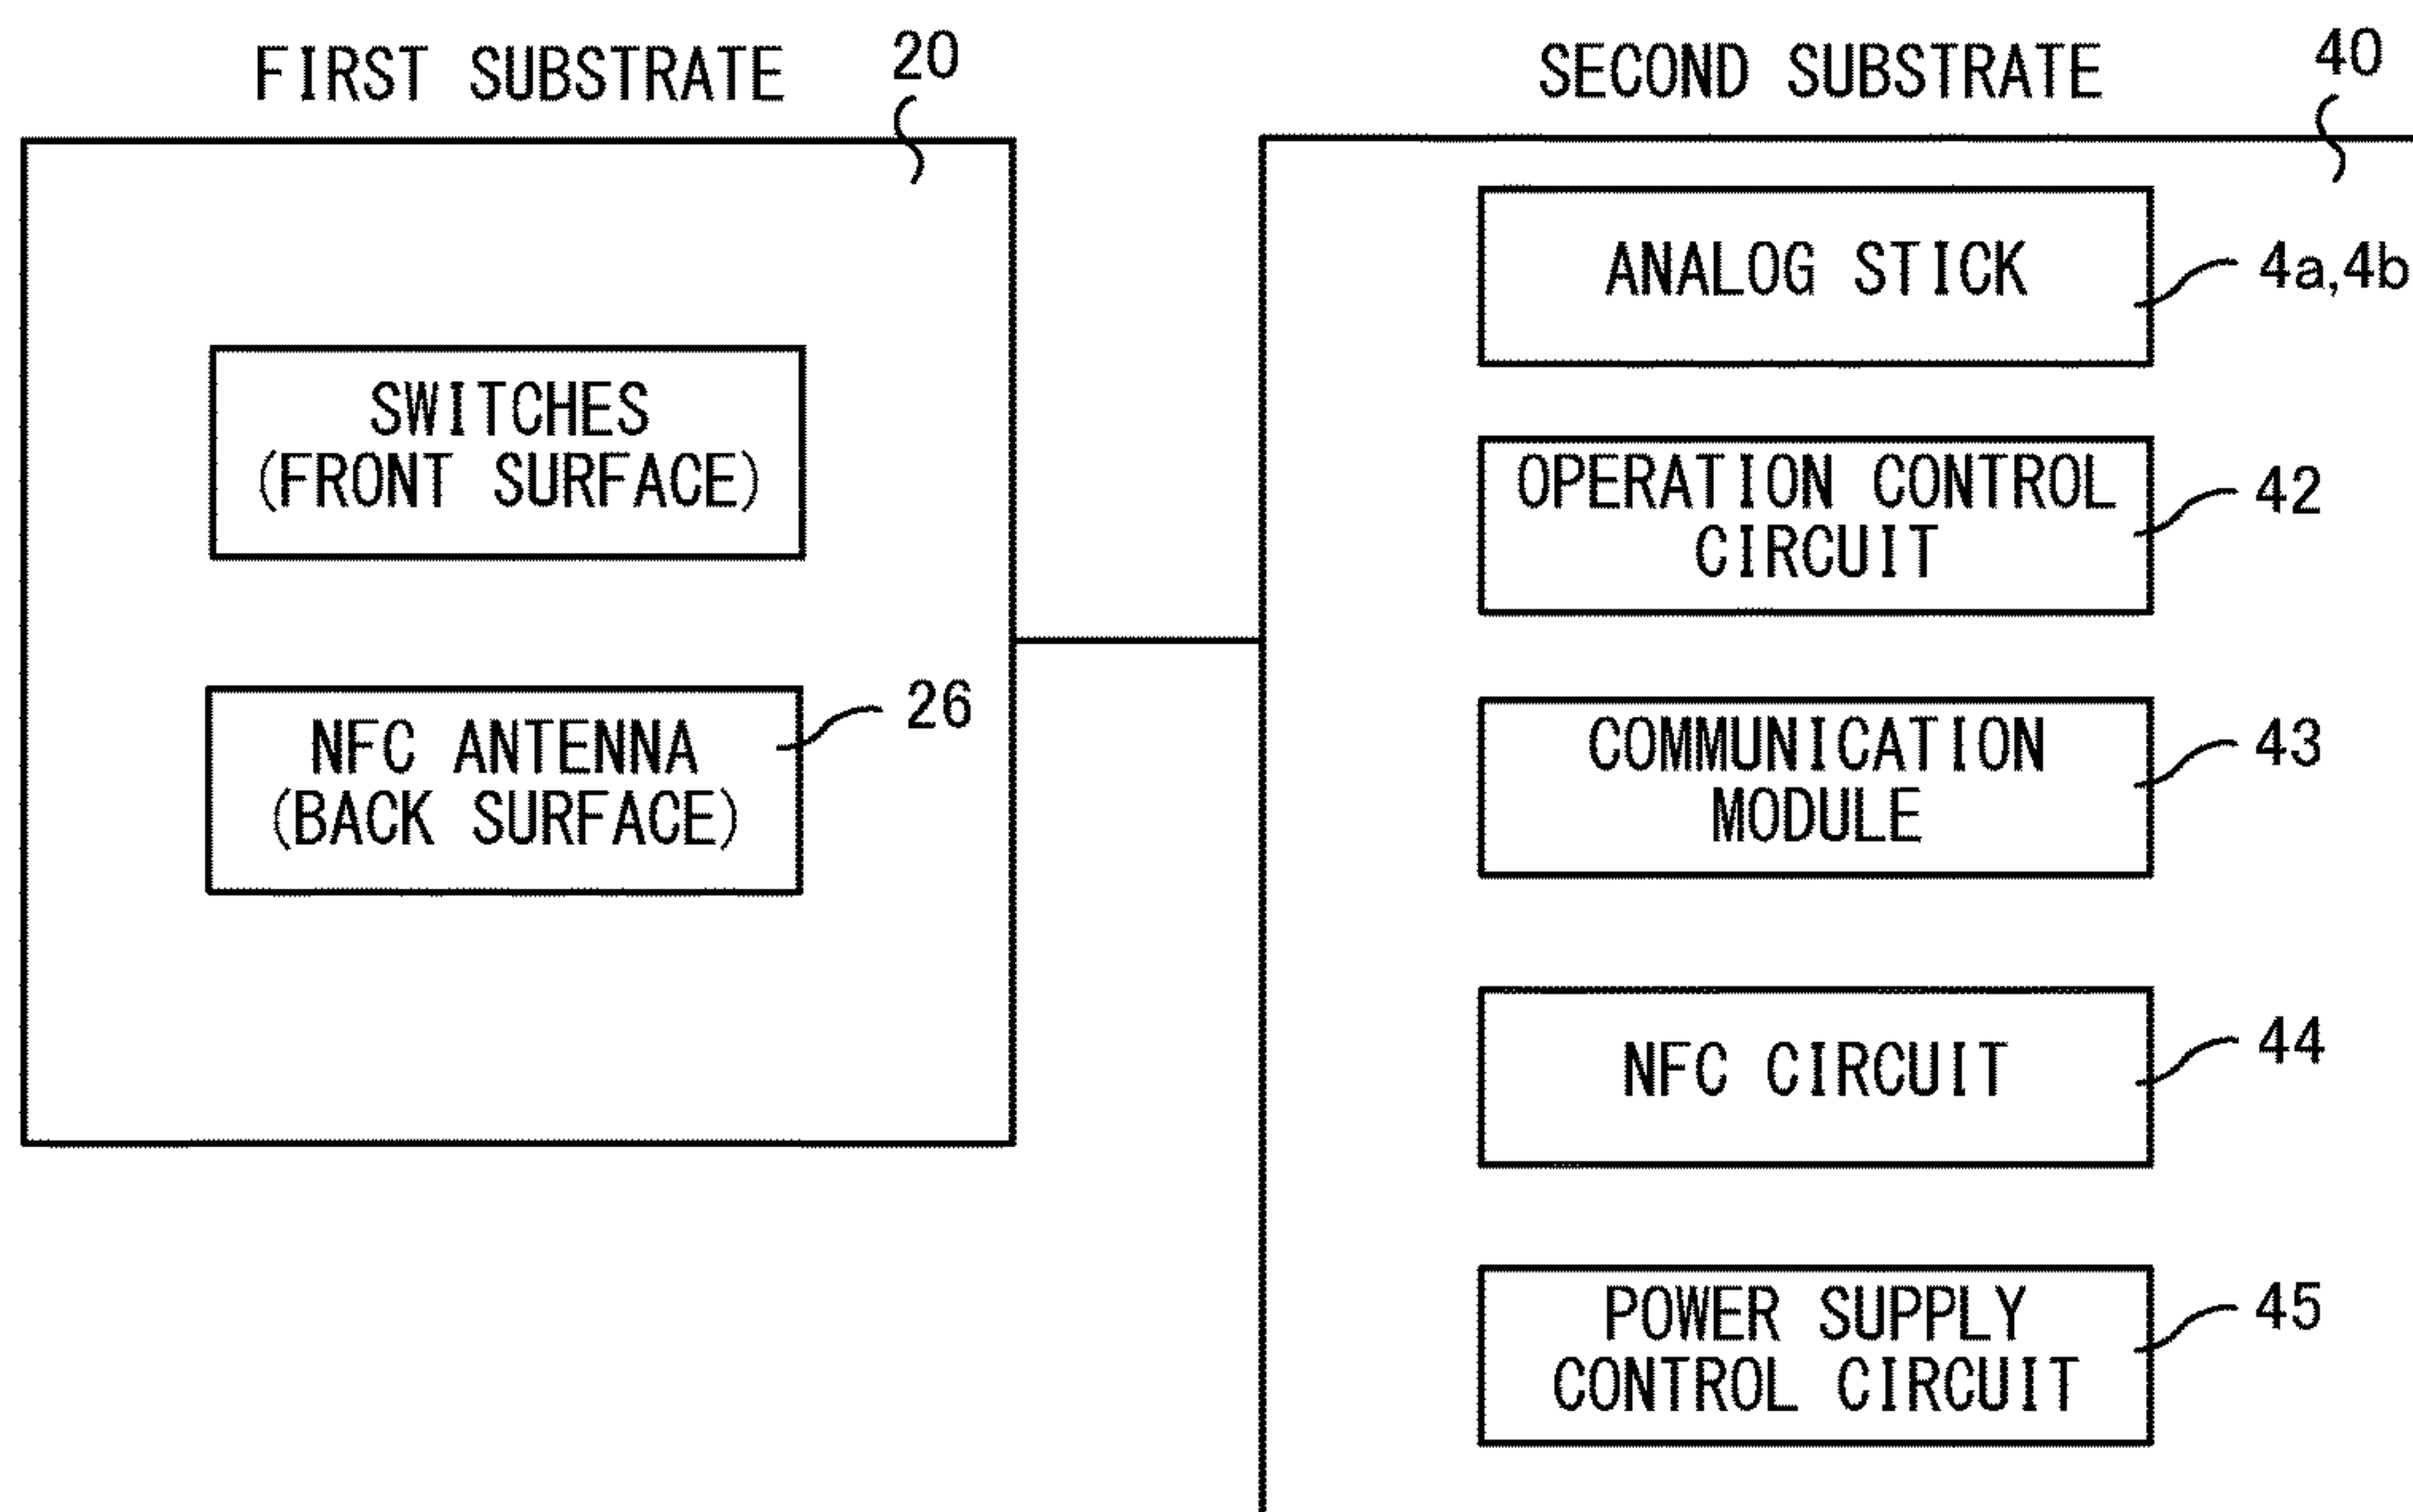 FIRST SUBSTRATE
20
SWITCHES
(FRONT SURFACE)
NFC ANTENNA
(BACK SURFACE)
26
SECOND SUBSTRATE
40
ANALOG STICK
4a,4b
OPERATION CONTROL
CIRCUIT
42
COMMUNICATION
MODULE
43
NFC CIRCUIT
44
POWER SUPPLY
CONTROL CIRCUIT
45